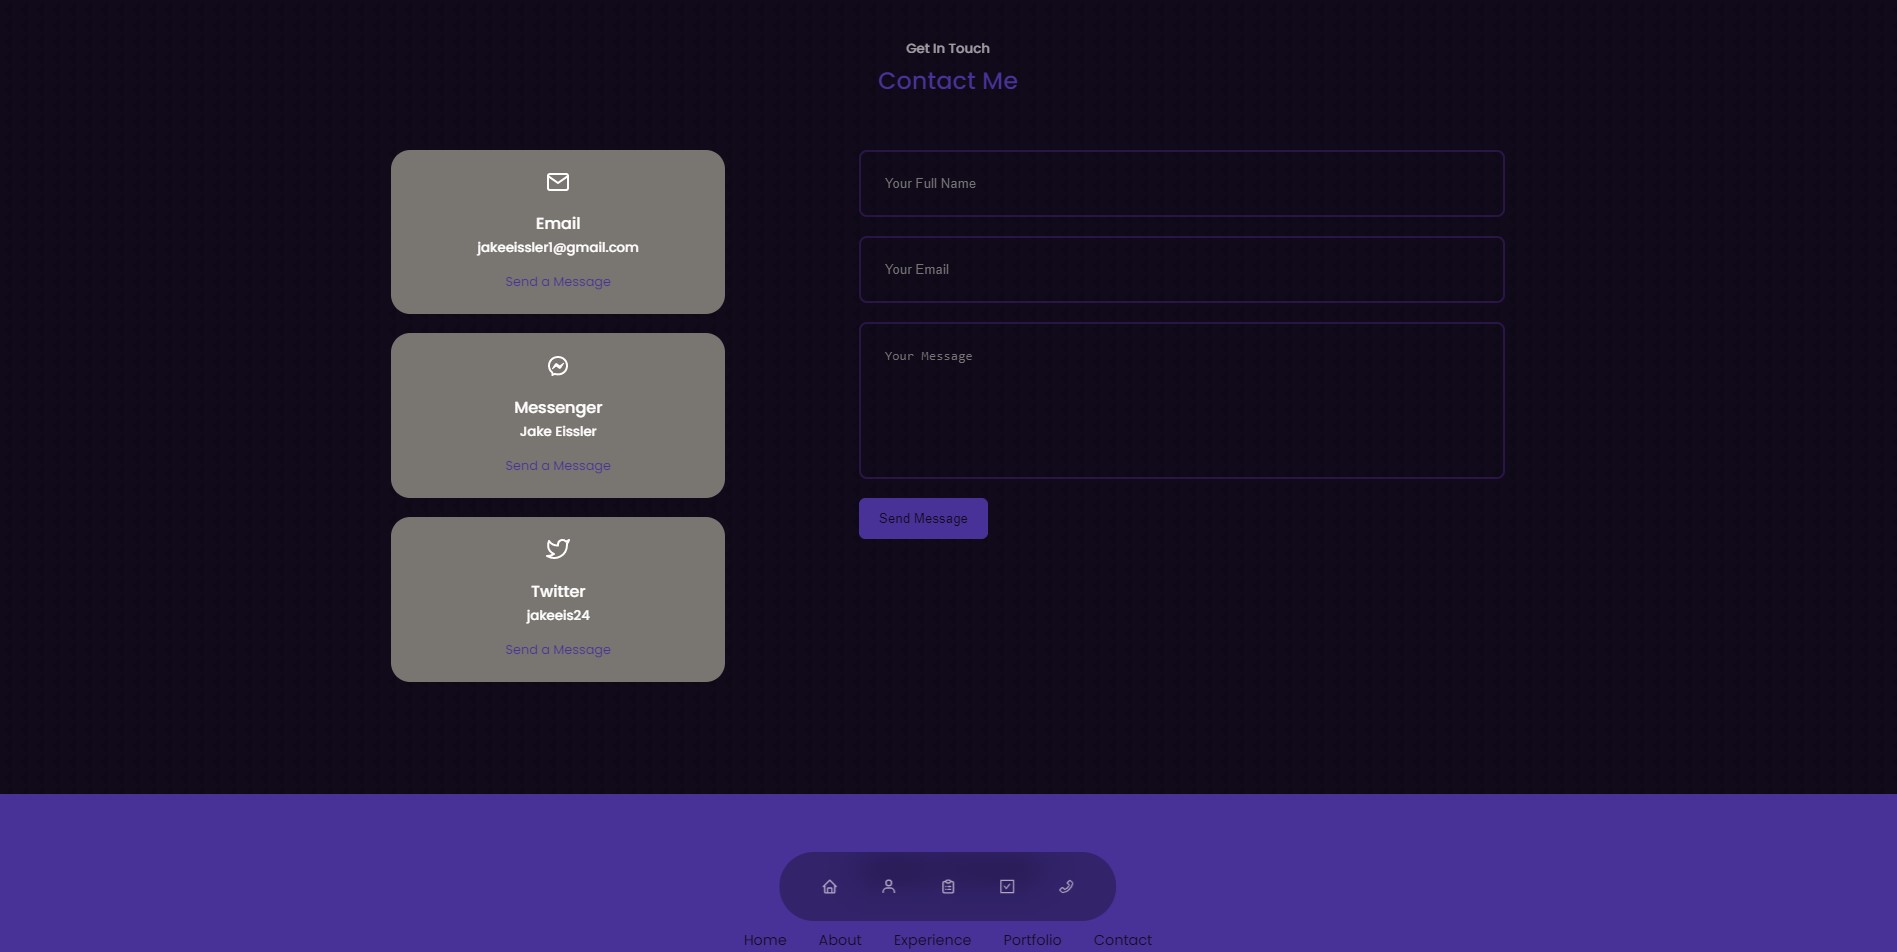 Get In Touch
Contact Me
Email
jakeeissler1@gmail.com
Send a Message
Messenger
Jake Eissler
Send a Message
Twitter
jakeeis24
Send a Message
Your Full Name
Your Email
Your Message
Send Message
Home About Experience Portfolio Contact